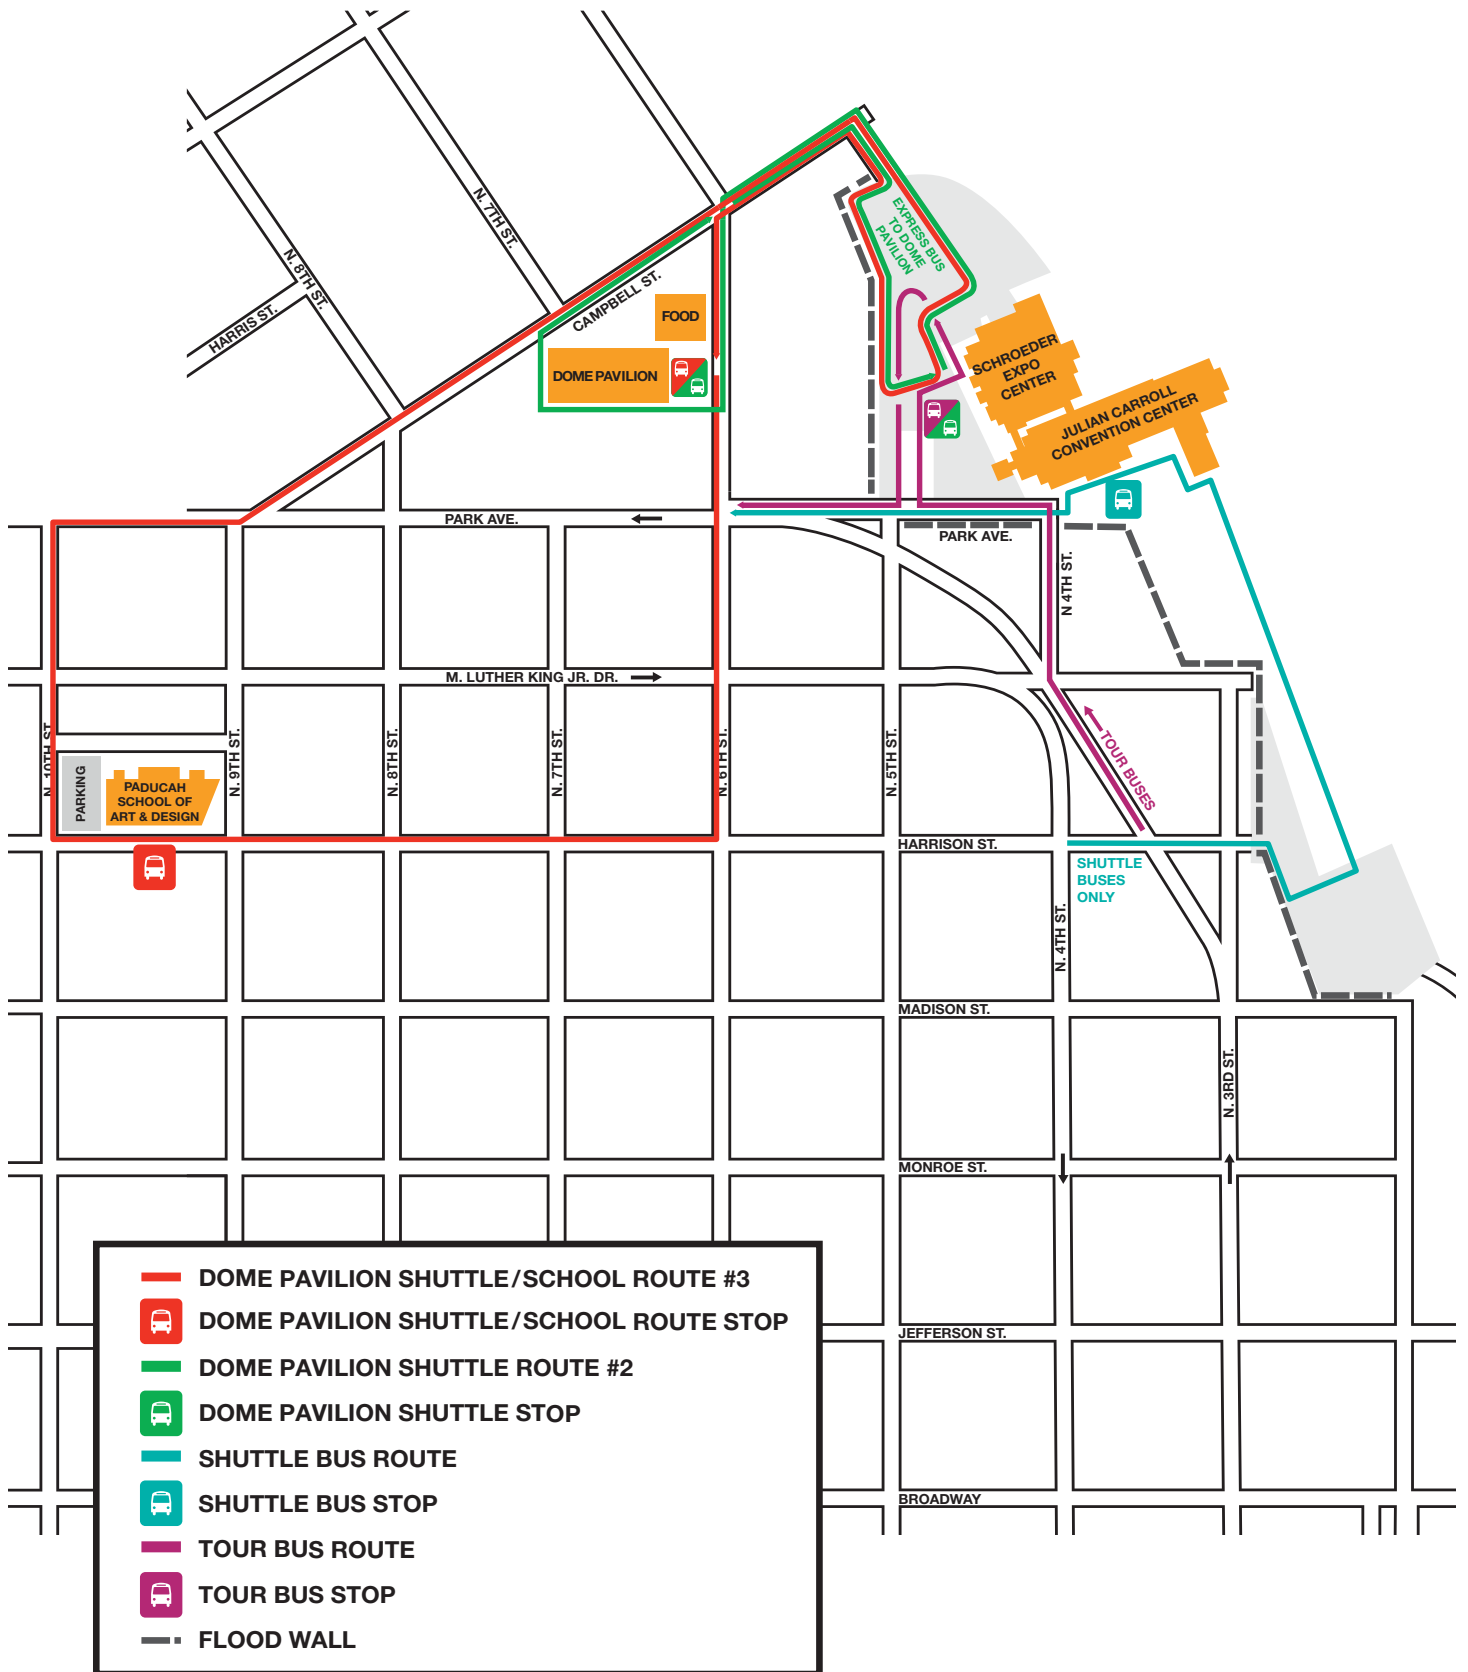 N. 7TH ST.
N. 8TH ST.
HARRIS ST.
CAMPBELL ST.
EXPRESS BUS
TO DOME
PAVILION
FOOD
DOME PAVILION
SCHROEDER
EXPO
CENTER
JULIAN CARROLL
CONVENTION CENTER
PARK AVE.
PARK AVE.
N 4TH ST.
M. LUTHER KING JR. DR.
N. 10TH ST.
N. 9TH ST.
N. 8TH ST.
N. 7TH ST.
N. 6TH ST.
N. 5TH ST.
TOUR BUSES
PARKING
PADUCAH
SCHOOL OF
ART & DESIGN
HARRISON ST.
SHUTTLE
BUSES
ONLY
N. 4TH ST.
MADISON ST.
N. 3RD ST.
MONROE ST.
JEFFERSON ST.
BROADWAY
DOME PAVILION SHUTTLE/SCHOOL ROUTE #3
DOME PAVILION SHUTTLE/SCHOOL ROUTE STOP
DOME PAVILION SHUTTLE ROUTE #2
DOME PAVILION SHUTTLE STOP
SHUTTLE BUS ROUTE
SHUTTLE BUS STOP
TOUR BUS ROUTE
TOUR BUS STOP
FLOOD WALL